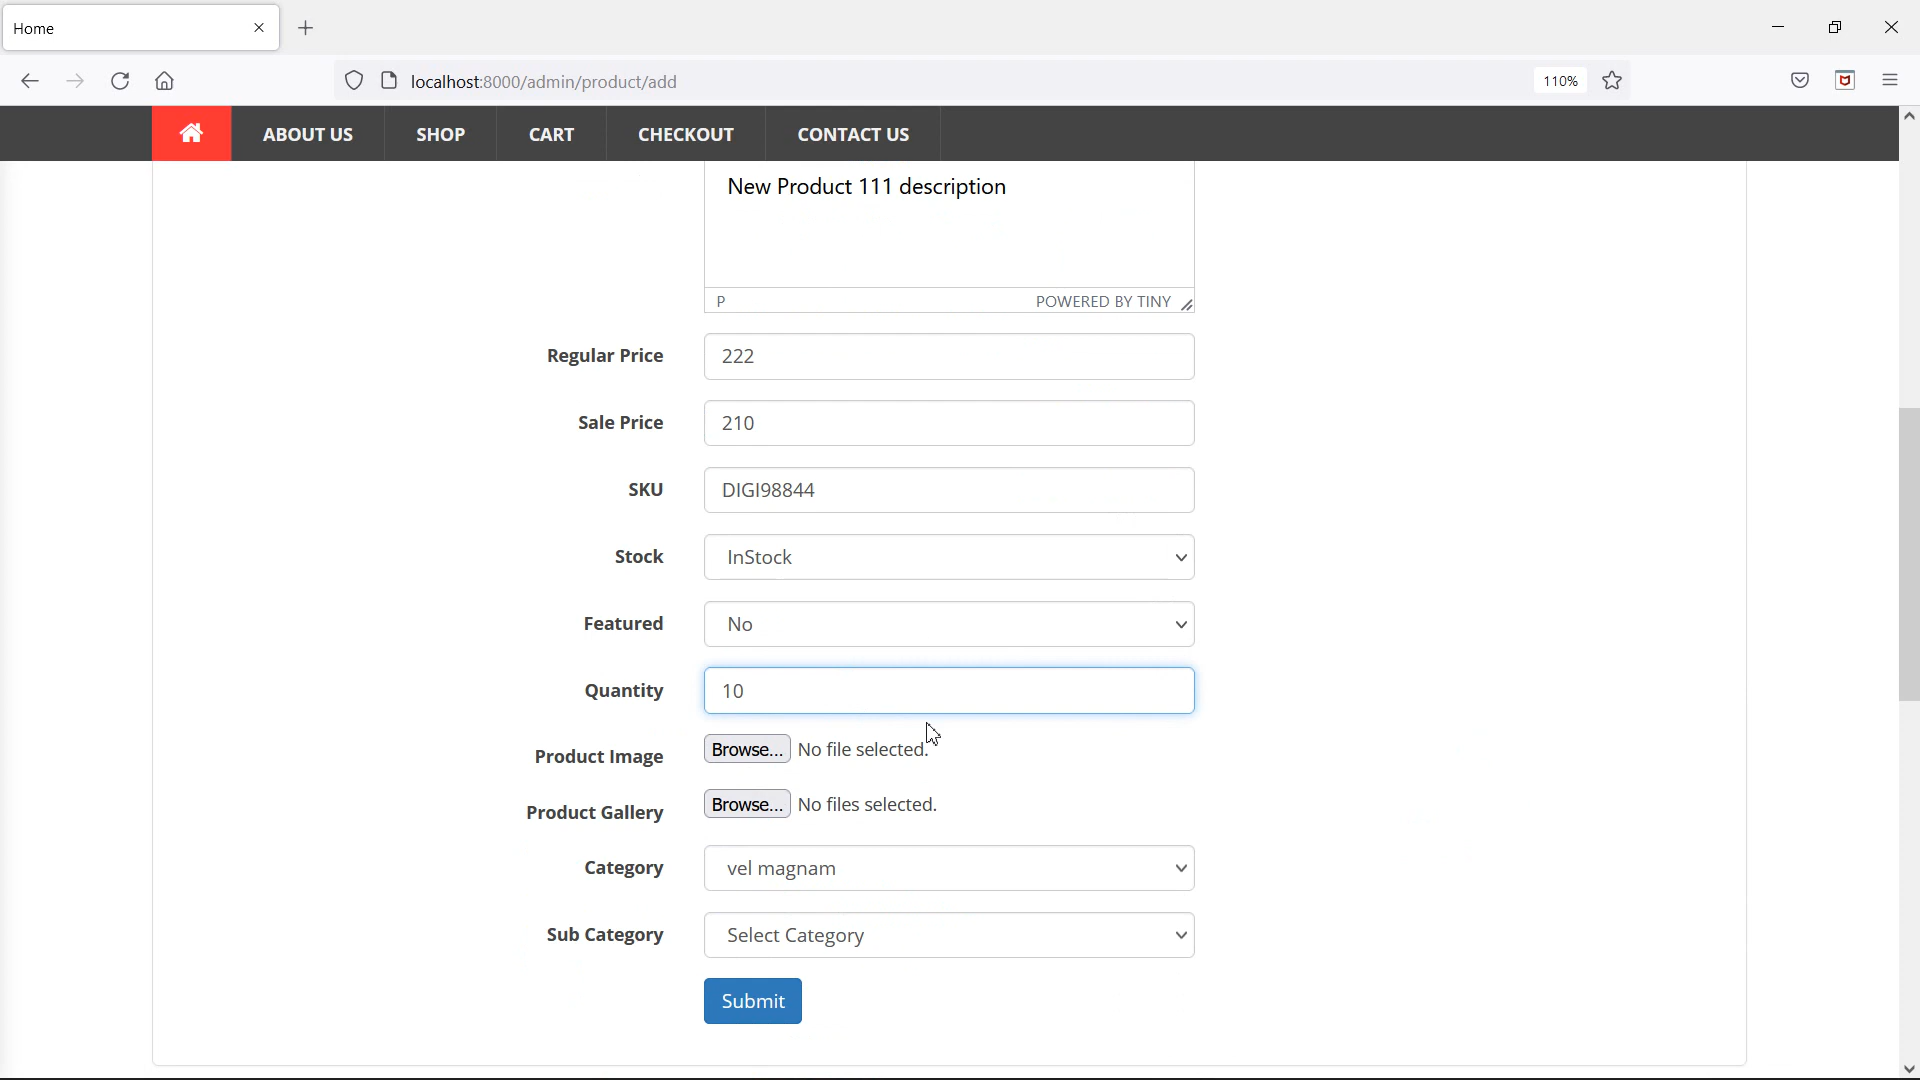 Home
localhost:8000/admin/product/add
110%
ABOUT US
SHOP
CART
CHECKOUT
CONTACT US
New Product 111 description
P
POWERED BY TINY
Regular Price
222
Sale Price
210
SKU
DIGI98844
Stock
InStock
Featured
No
Quantity
10
Product Image
Browse... No file selected.
Product Gallery
Browse... No files selected.
Category
vel magnam
Sub Category
Select Category
Submit